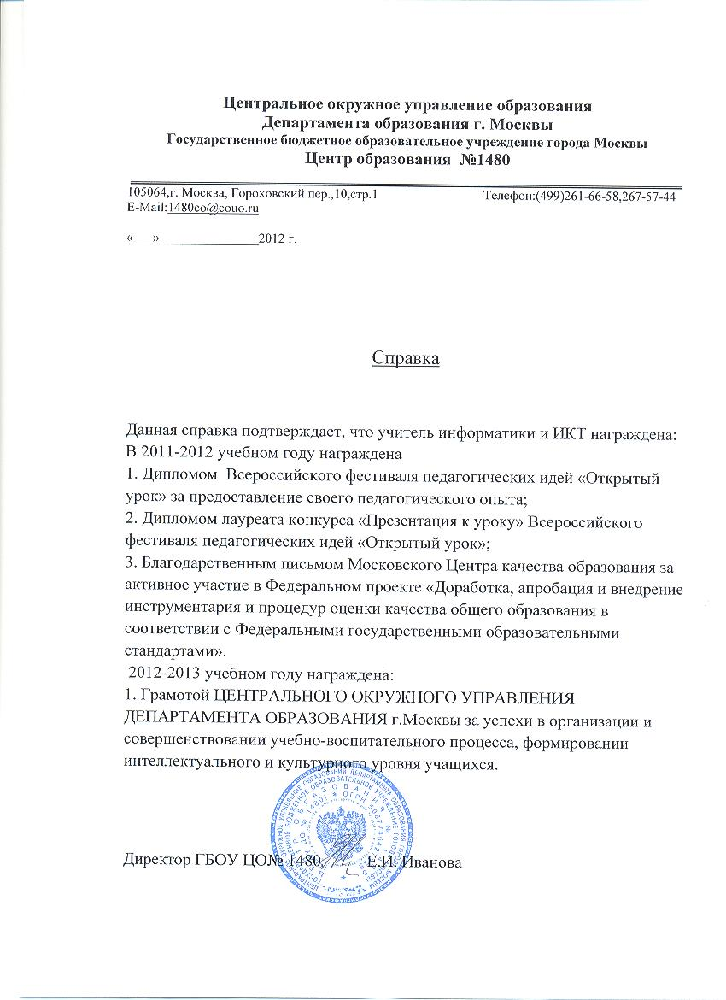 Центральное окружное управление образования
Департамента образования г. Москвы
Государственное бюджетное образовательное учреждение города Москвы
Центр образования №1480
105064,г. Москва, Гороховский пер.,10,стр.1 Телефон:(499)261-66-58,267-57-44
E-Mail:1480co@couo.ru
«___»_______________2012 г.
Справка
Данная справка подтверждает, что учитель информатики и ИКТ награждена:
В 2011-2012 учебном году награждена
1. Дипломом Всероссийского фестиваля педагогических идей «Открытый
урок» за предоставление своего педагогического опыта;
2. Дипломом лауреата конкурса «Презентация к уроку» Всероссийского
фестиваля педагогических идей «Открытый урок»;
3. Благодарственным письмом Московского Центра качества образования за
активное участие в Федеральном проекте «Доработка, апробация и внедрение
инструментария и процедур оценки качества общего образования в
соответствии с Федеральными государственными образовательными
стандартами».
2012-2013 учебном году награждена:
1. Грамотой ЦЕНТРАЛЬНОГО ОКРУЖНОГО УПРАВЛЕНИЯ
ДЕПАРТАМЕНТА ОБРАЗОВАНИЯ г.Москвы за успехи в организации и
совершенствовании учебно-воспитательного процесса, формировании
интеллектуального и культурного уровня учащихся.
Директор ГБОУ ЦО№ 1480, Е.И. Иванова